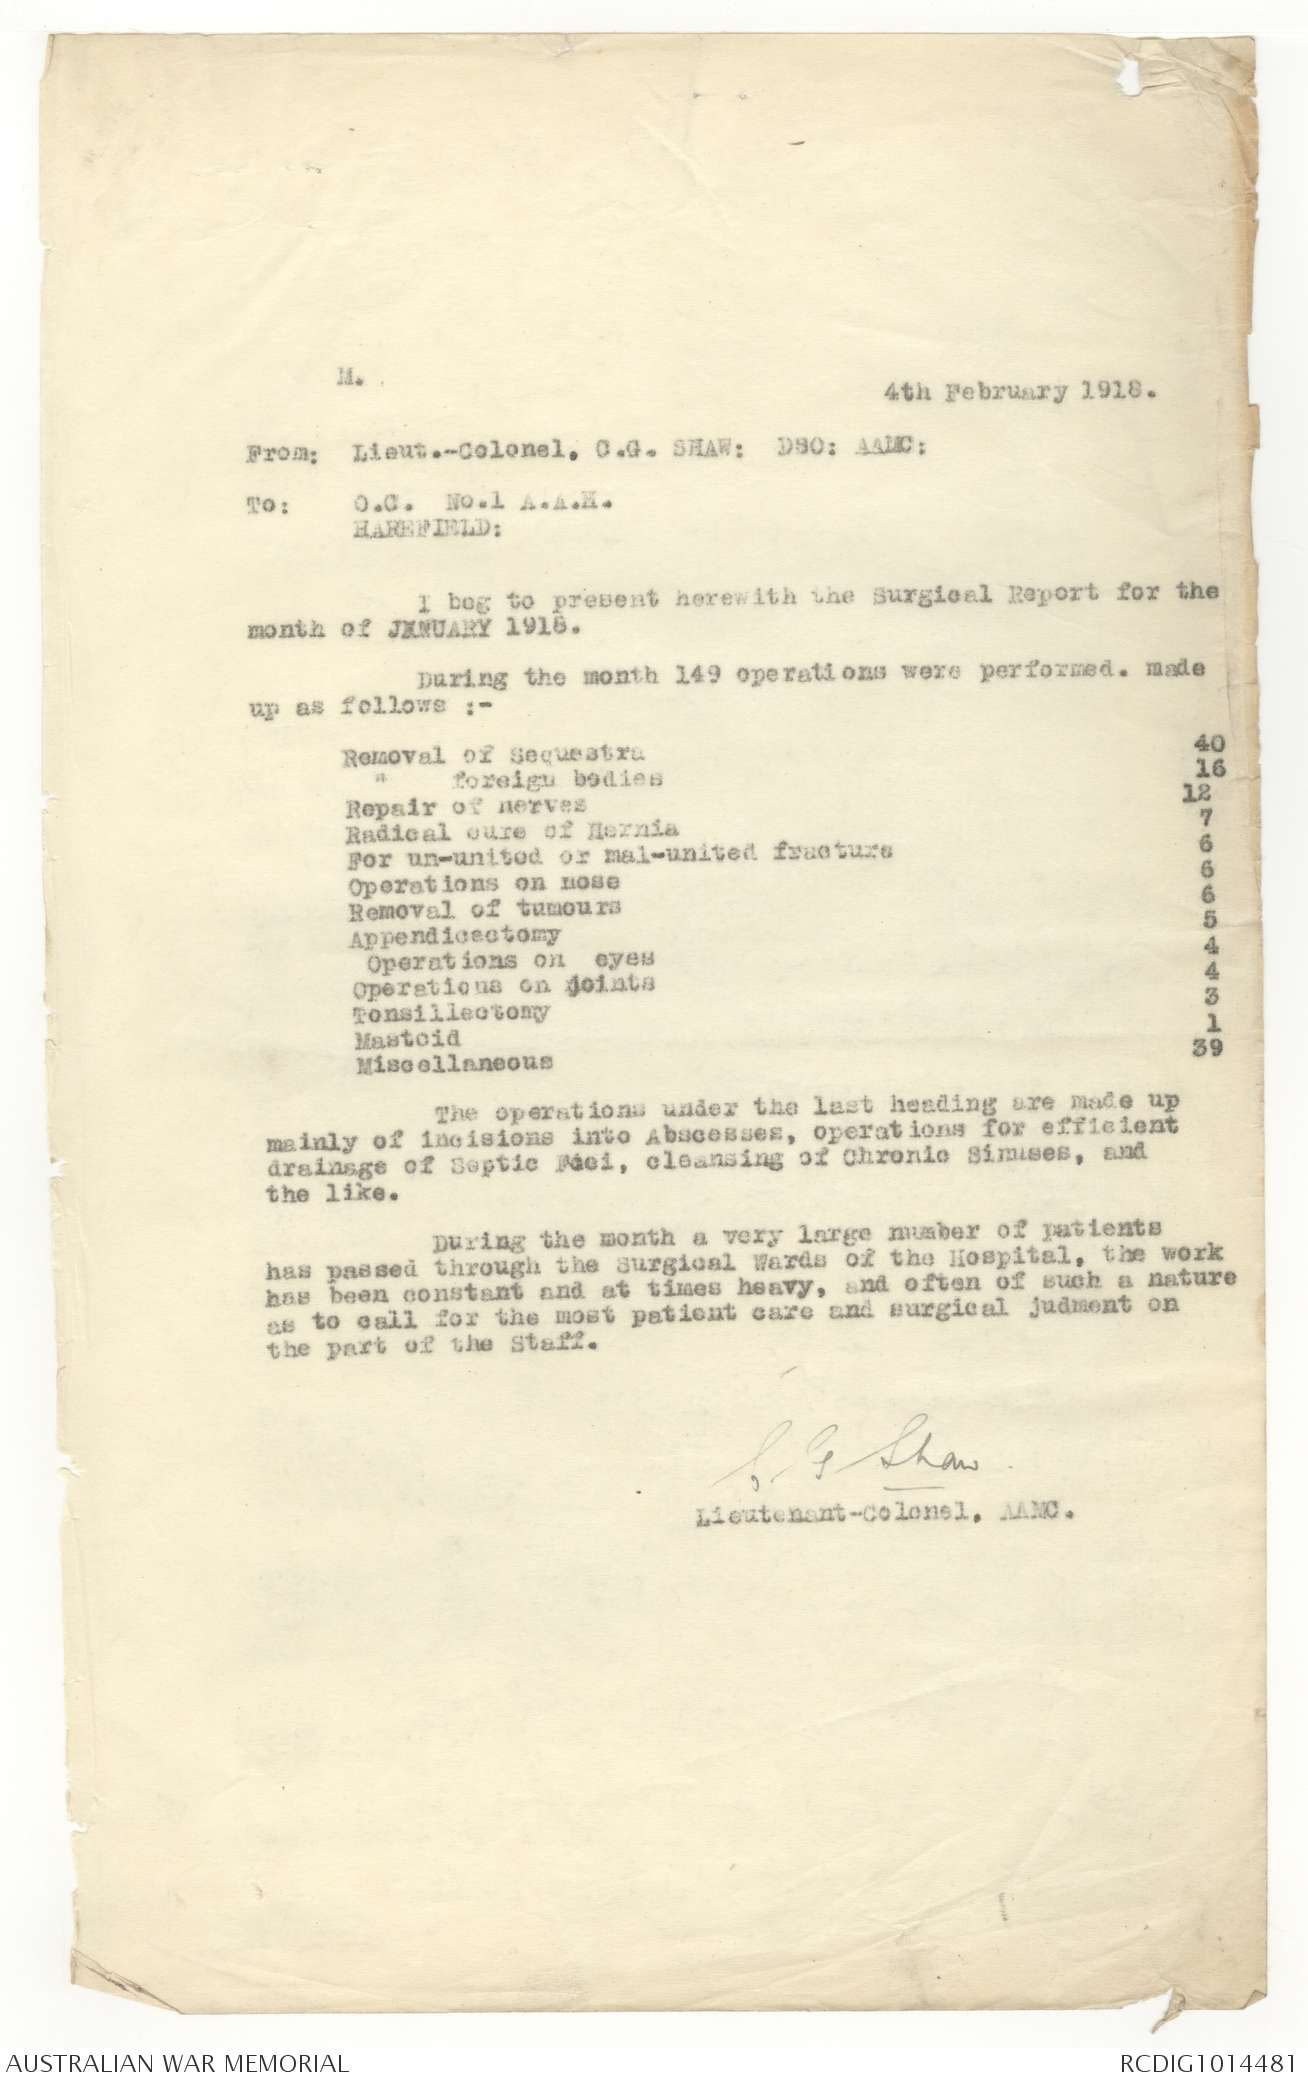 M.
4th February 1918.
From: Lieut.-Colonel, C.G. SHAW: DSO: AAMC:
To: O.C. No.1 A.A.H.
HAREFIELD:
I beg to present herewith the Surgical Report for the
month of JANUARY 1918.
During the month 149 operations were performed. made
up as follows :-
Removal of Sequestra 40
" foreign bodies 16
Repair of nerves 12
Radical cure of Hernia 7
For un-united or mal-united fracture 6
Operations on nose 6
Removal of tumours 6
Appendicectomy 5
Operations on eyes 4
Operations on joints 4
Tonsillectomy 3
Mastoid 1
Miscellaneous 39
The operations under the last heading are made up
mainly of incisions into Abscesses, operations for efficient
drainage of Septic Foci, cleansing of Chronic Sinuses, and
the like.
During the month a very large number of patients
has passed through the Surgical Wards of the Hospital, the work
has been constant and at times heavy, and often of such a nature
as to call for the most patient care and surgical judment on
the part of the Staff.
C G Shaw
Lieutenant-Colonel, AAMC.
AUSTRALIAN WAR MEMORIAL
RCDIG1014481